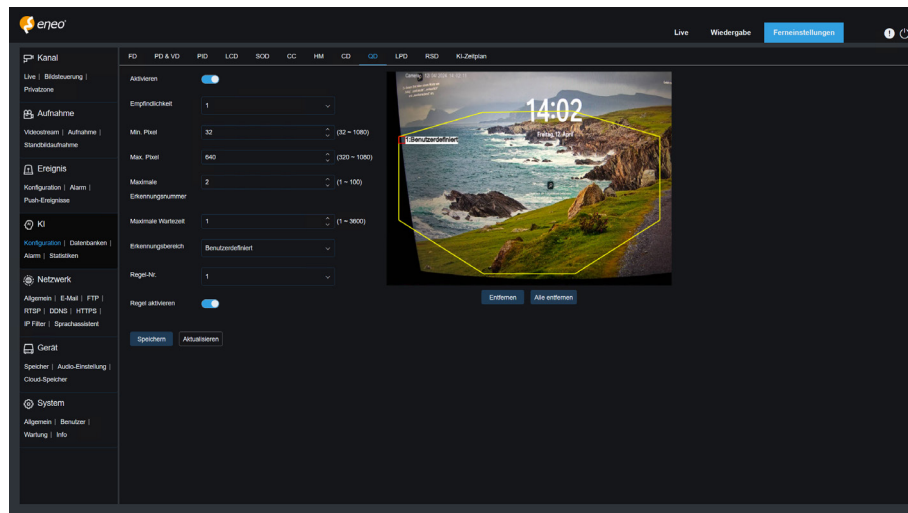 eneo
Live Wiedergabe Ferneinstellungen
Kanal
Live | Bildsteuerung |
Privatzone
Aufnahme
Videostream | Aufnahme |
Standbildaufnahme
Ereignis
Konfiguration | Alarm |
Push-Ereignisse
KI
Konfiguration | Datenbanken |
Alarm | Statistiken
Netzwerk
Allgemein | E-Mail | FTP |
RTSP | DDNS | HTTPS |
IP Filter | Sprachassistent
Gerät
Speicher | Audio-Einstellung |
Cloud-Speicher
System
Allgemein | Benutzer |
Wartung | Info
FD PD & VD PID LCD SOD CC HM CD QD LPD RSD KI-Zeitplan
Aktivieren
Empfindlichkeit 1
Min. Pixel 32 (32 ~ 1080)
Max. Pixel 640 (320 ~ 1080)
Maximale
Erkennungsnummer 2 (1 ~ 100)
Maximale Wartezeit 1 (1 ~ 3600)
Erkennungsbereich Benutzerdefiniert
Regel-Nr. 1
Regel aktivieren
Speichern Aktualisieren
14:02
Freitag, 12. April
1:Benutzerdefiniert
Entfernen Alle entfernen